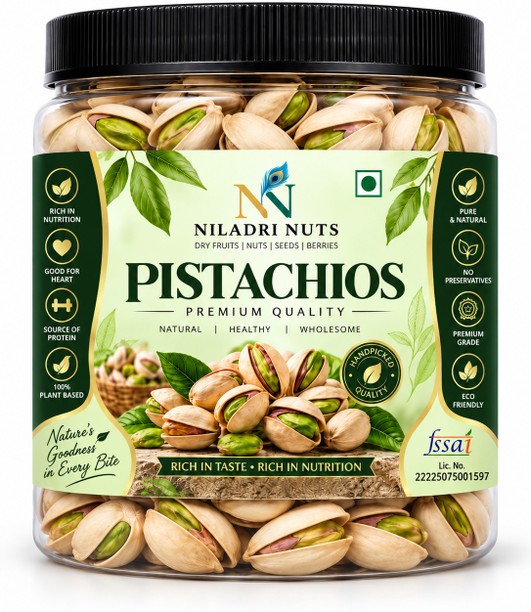 RICH IN
NUTRITION
GOOD FOR
HEART
SOURCE OF
PROTEIN
100%
PLANT BASED
Nature's
Goodness
in Every Bite
NN
NILADRI NUTS
DRY FRUITS | NUTS | SEEDS | BERRIES
PISTACHIOS
PREMIUM QUALITY
NATURAL | HEALTHY | WHOLESOME
HANDPICKED
QUALITY
RICH IN TASTE • RICH IN NUTRITION
PURE
& NATURAL
NO
PRESERVATIVES
PREMIUM
GRADE
ECO
FRIENDLY
fssai
Lic. No.
22225075001597